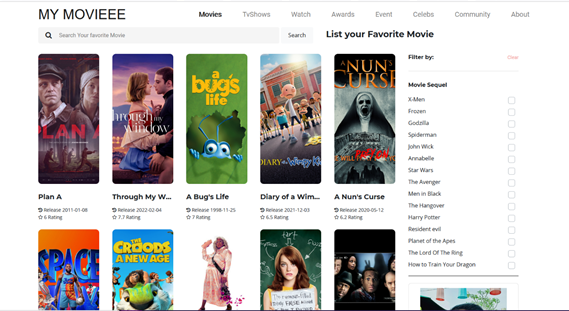 MY MOVIEEE
Movies TvShows Watch Awards Event Celebs Community About
Search Your favorite Movie Search
List your Favorite Movie
Filter by: Clear
Movie Sequel
X-Men
Frozen
Godzilla
Spiderman
John Wick
Annabelle
Star Wars
The Avenger
Men in Black
The Hangover
Harry Potter
Resident evil
Planet of the Apes
The Lord Of The Ring
How to Train Your Dragon
PLAN A
through my
window
a
bug's
life
DIARY of a Wimpy Kid
A NUN'S
CURSE
Plan A
Release 2011-01-08
6 Rating
Through My W...
Release 2022-02-04
7.7 Rating
A Bug's Life
Release 1998-11-25
7 Rating
Diary of a Wim...
Release 2021-12-03
6.5 Rating
A Nun's Curse
Release 2020-05-12
6.2 Rating
SPACE
THE
CROODS
A NEW AGE